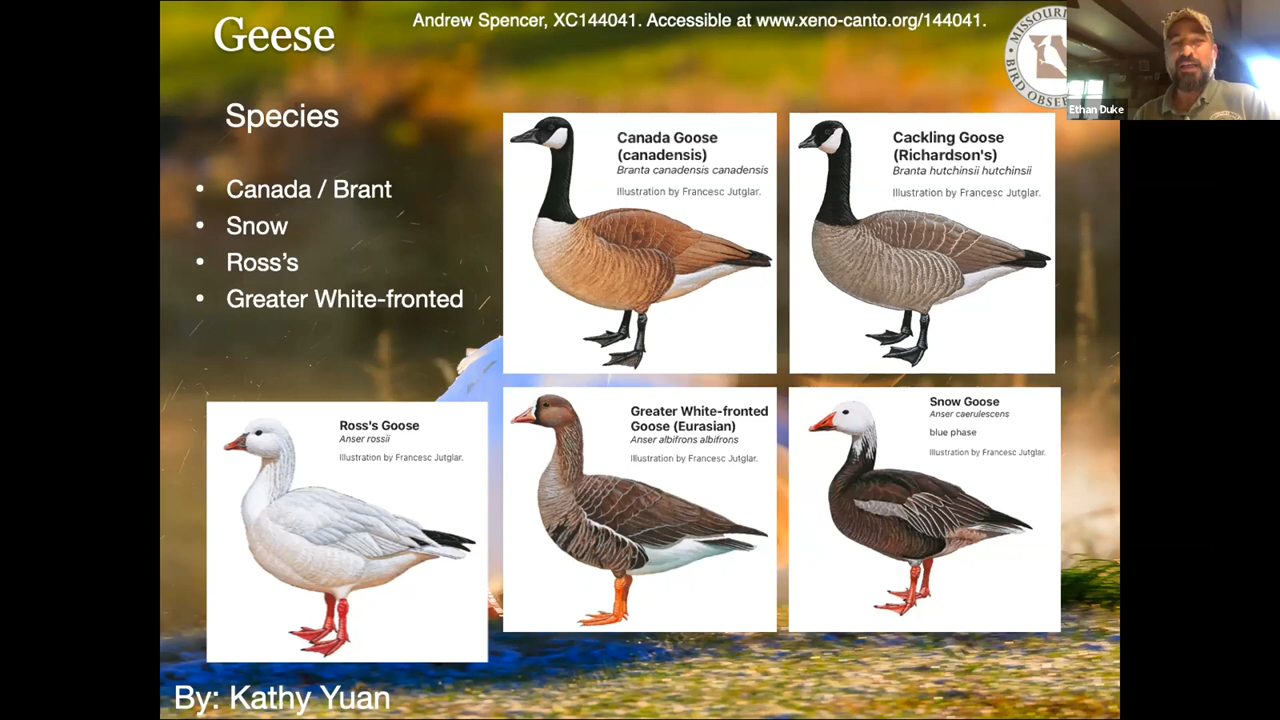 Geese
Andrew Spencer, XC144041. Accessible at www.xeno-canto.org/144041.
MISSOURI
BIRD OBSE
Ethan Duke
Species
• Canada / Brant
• Snow
• Ross’s
• Greater White-fronted
Canada Goose
(canadensis)
Branta canadensis canadensis
Illustration by Francesc Jutglar.
Cackling Goose
(Richardson's)
Branta hutchinsii hutchinsii
Illustration by Francesc Jutglar.
Ross's Goose
Anser rossii
Illustration by Francesc Jutglar.
Greater White-fronted
Goose (Eurasian)
Anser albifrons albifrons
Illustration by Francesc Jutglar.
Snow Goose
Anser caerulescens
blue phase
Illustration by Francesc Jutglar.
By: Kathy Yuan